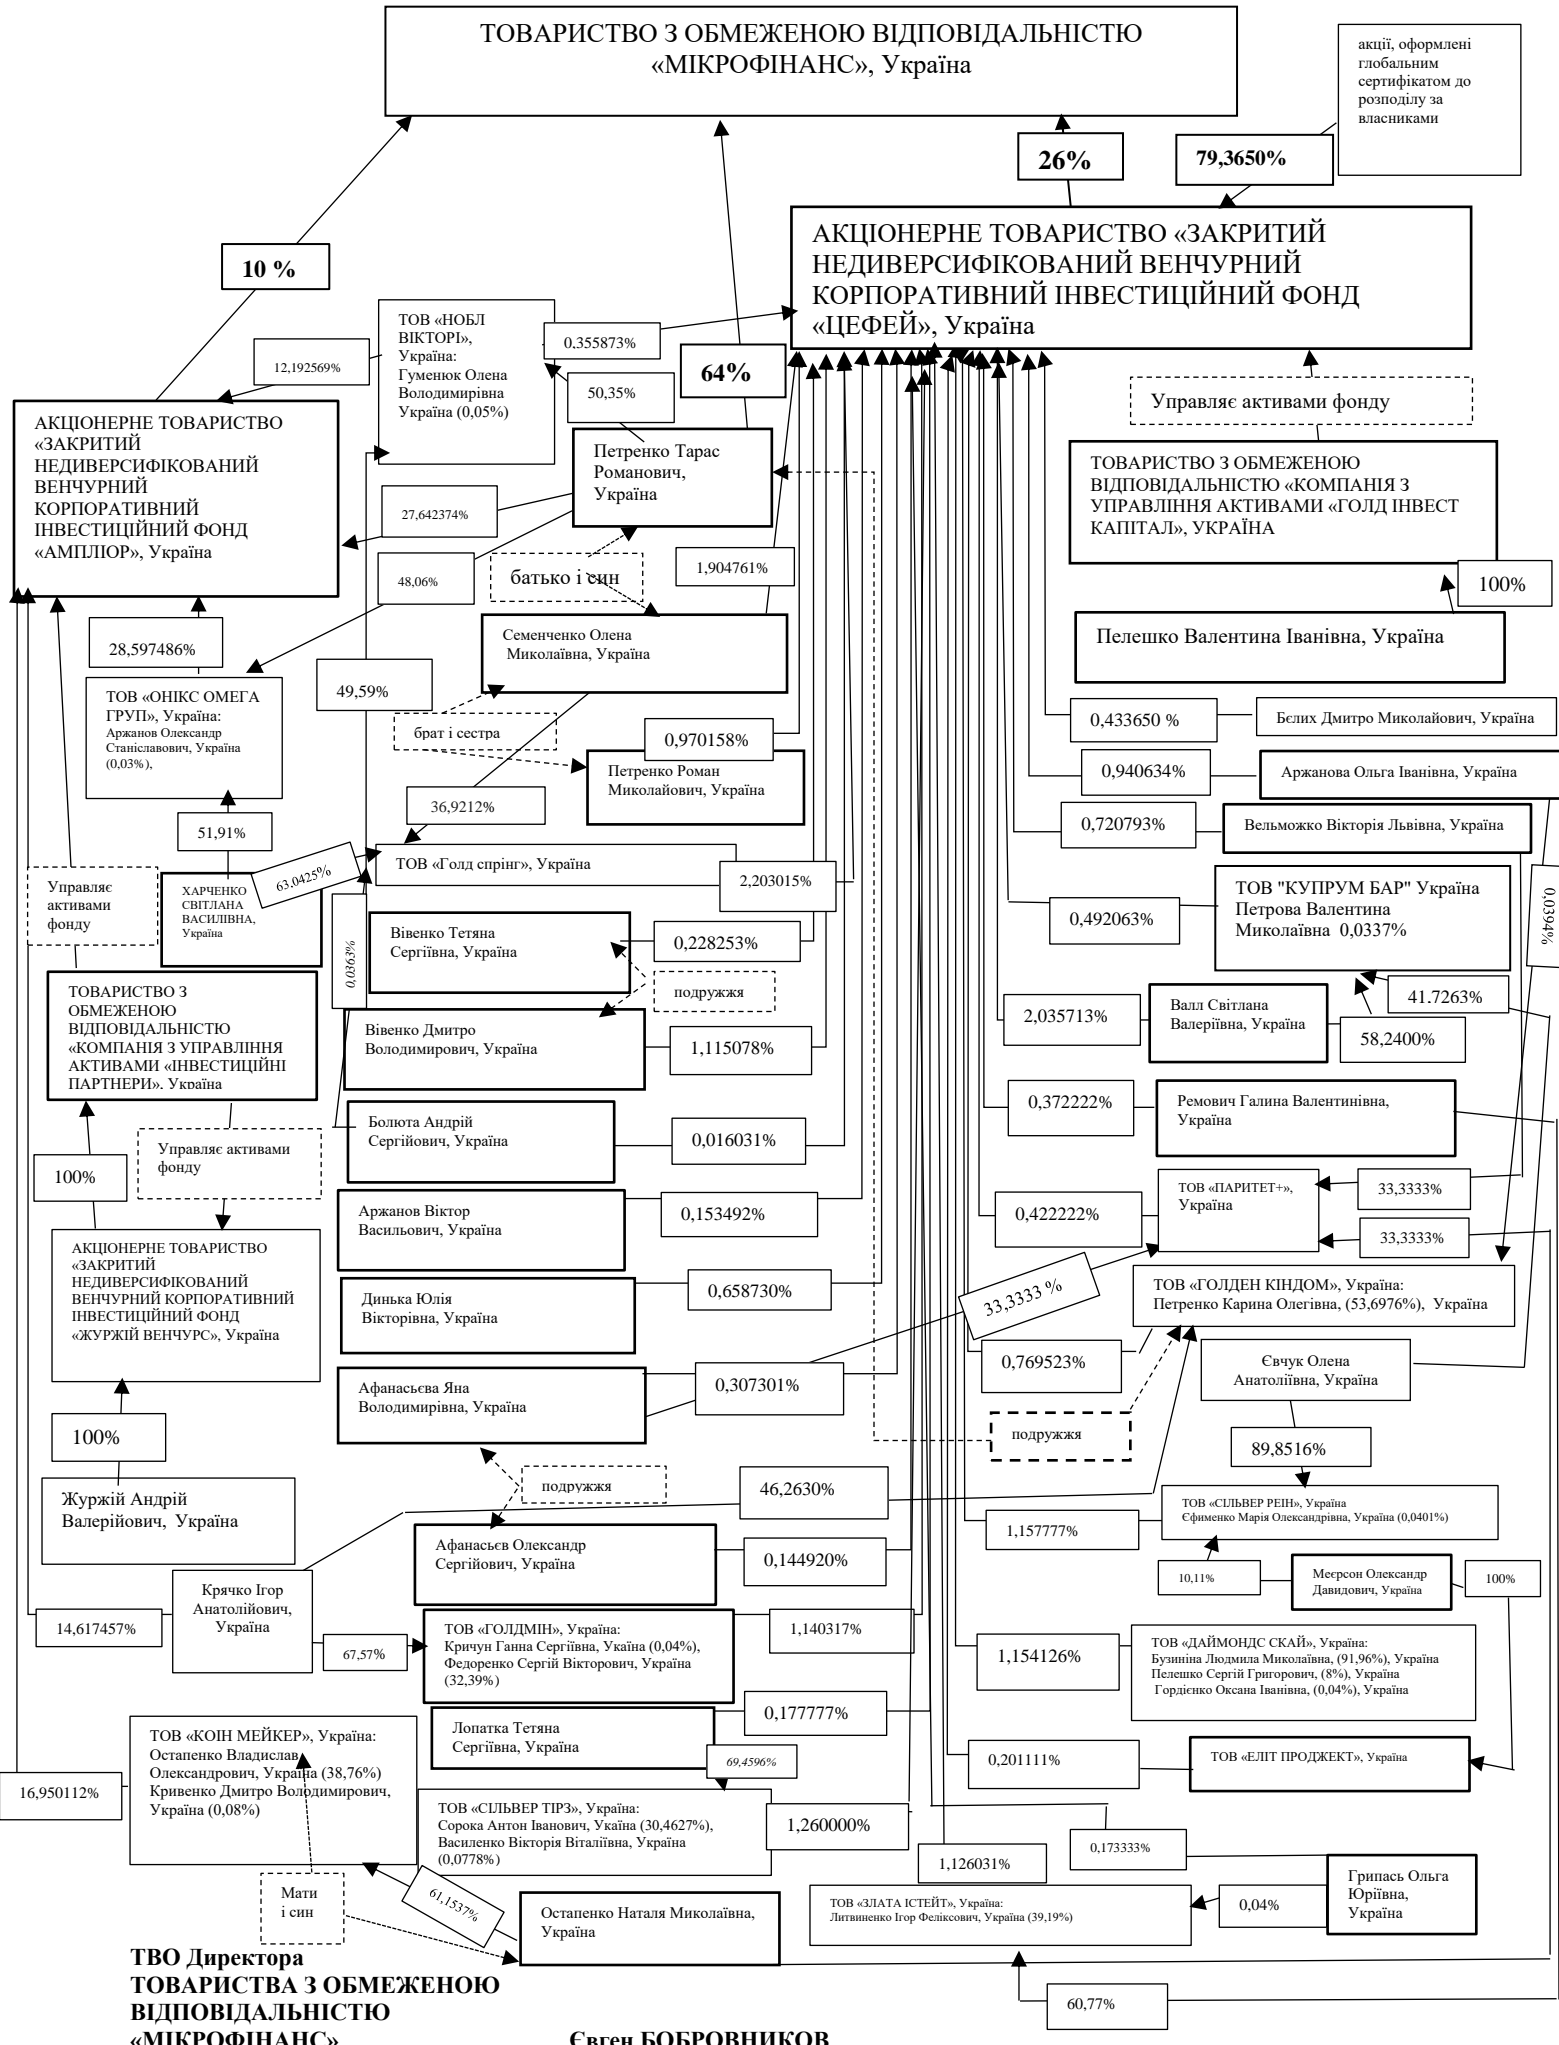 ТОВАРИСТВО З ОБМЕЖЕНОЮ ВІДПОВІДАЛЬНІСТЮ
«МІКРОФІНАНС», Україна
акції, оформлені
глобальним
сертифікатом до
розподілу за
власниками
26%
79,3650%
АКЦІОНЕРНЕ ТОВАРИСТВО «ЗАКРИТИЙ
НЕДИВЕРСИФІКОВАНИЙ ВЕНЧУРНИЙ
КОРПОРАТИВНИЙ ІНВЕСТИЦІЙНИЙ ФОНД
«ЦЕФЕЙ», Україна
10 %
ТОВ «НОБЛ
ВІКТОРІ»,
Україна:
Гуменюк Олена
Володимирівна
Україна (0,05%)
0,355873%
12,192569%
64%
50,35%
Управляє активами фонду
АКЦІОНЕРНЕ ТОВАРИСТВО
«ЗАКРИТИЙ
НЕДИВЕРСИФІКОВАНИЙ
ВЕНЧУРНИЙ
КОРПОРАТИВНИЙ
ІНВЕСТИЦІЙНИЙ ФОНД
«АМПЛІОР», Україна
Петренко Тарас
Романович,
Україна
ТОВАРИСТВО З ОБМЕЖЕНОЮ
ВІДПОВІДАЛЬНІСТЮ «КОМПАНІЯ З
УПРАВЛІННЯ АКТИВАМИ «ГОЛД ІНВЕСТ
КАПІТАЛ», УКРАЇНА
27,642374%
48,06%
батько і син
1,904761%
100%
Пелешко Валентина Іванівна, Україна
28,597486%
Семенченко Олена
Миколаївна, Україна
49,59%
ТОВ «ОНІКС ОМЕГА
ГРУП», Україна:
Аржанов Олександр
Станіславович, Україна
(0,03%),
брат і сестра
0,970158%
0,433650 %
Бєлих Дмитро Миколайович, Україна
Петренко Роман
Миколайович, Україна
0,940634%
Аржанова Ольга Іванівна, Україна
36,9212%
51,91%
0,720793%
Вельможко Вікторія Львівна, Україна
ТОВ «Голд спрінг», Україна
63,0425%
2,203015%
Управляє
активами
фонду
ХАРЧЕНКО
СВІТЛАНА
ВАСИЛІВНА,
Україна
0,0363%
ТОВ "КУПРУМ БАР" Україна
Петрова Валентина
Миколаївна 0,0337%
0,492063%
0,0394%
Вівенко Тетяна
Сергіївна, Україна
0,228253%
подружжя
ТОВАРИСТВО З
ОБМЕЖЕНОЮ
ВІДПОВІДАЛЬНІСТЮ
«КОМПАНІЯ З УПРАВЛІННЯ
АКТИВАМИ «ІНВЕСТИЦІЙНІ
ПАРТНЕРИ», Україна
41.7263%
Вівенко Дмитро
Володимирович, Україна
1,115078%
2,035713%
Валл Світлана
Валеріївна, Україна
58,2400%
Болюта Андрій
Сергійович, Україна
0,016031%
0,372222%
Ремович Галина Валентинівна,
Україна
Управляє активами
фонду
100%
Аржанов Віктор
Васильович, Україна
0,153492%
0,422222%
ТОВ «ПАРИТЕТ+»,
Україна
33,3333%
33,3333%
АКЦІОНЕРНЕ ТОВАРИСТВО
«ЗАКРИТИЙ
НЕДИВЕРСИФІКОВАНИЙ
ВЕНЧУРНИЙ КОРПОРАТИВНИЙ
ІНВЕСТИЦІЙНИЙ ФОНД
«ЖУРЖІЙ ВЕНЧУРС», Україна
Динька Юлія
Вікторівна, Україна
0,658730%
33,3333 %
ТОВ «ГОЛДЕН КІНДОМ», Україна:
Петренко Карина Олегівна, (53,6976%), Україна
0,769523%
Євчук Олена
Анатоліївна, Україна
Афанасьєва Яна
Володимирівна, Україна
0,307301%
подружжя
100%
89,8516%
подружжя
46,2630%
Журжій Андрій
Валерійович, Україна
ТОВ «СІЛЬВЕР РЕІН», Україна
Єфименко Марія Олександрівна, Україна (0,0401%)
1,157777%
Афанасьєв Олександр
Сергійович, Україна
0,144920%
10,11%
Меєрсон Олександр
Давидович, Україна
100%
Крячко Ігор
Анатолійович,
Україна
14,617457%
67,57%
ТОВ «ГОЛДМІН», Україна:
Кричун Ганна Сергіївна, Укаїна (0,04%),
Федоренко Сергій Вікторович, Україна
(32,39%)
1,140317%
1,154126%
ТОВ «ДАЙМОНДС СКАЙ», Україна:
Бузиніна Людмила Миколаївна, (91,96%), Україна
Пелешко Сергій Григорович, (8%), Україна
Гордієнко Оксана Іванівна, (0,04%), Україна
Лопатка Тетяна
Сергіївна, Україна
0,177777%
69,4596%
ТОВ «КОІН МЕЙКЕР», Україна:
Остапенко Владислав
Олександрович, Україна (38,76%)
Кривенко Дмитро Володимирович,
Україна (0,08%)
16,950112%
0,201111%
ТОВ «ЕЛІТ ПРОДЖЕКТ», Україна
ТОВ «СІЛЬВЕР ТІРЗ», Україна:
Сорока Антон Іванович, Укаїна (30,4627%),
Василенко Вікторія Віталіївна, Україна
(0,0778%)
1,260000%
0,173333%
1,126031%
Мати
і син
61,1537%
Остапенко Наталя Миколаївна,
Україна
ТОВ «ЗЛАТА ІСТЕЙТ», Україна:
Литвиненко Ігор Феліксович, Україна (39,19%)
0,04%
Грипась Ольга
Юріївна,
Україна
60,77%
ТВО Директора
ТОВАРИСТВА З ОБМЕЖЕНОЮ
ВІДПОВІДАЛЬНІСТЮ
«МІКРОФІНАНС» Євген БОБРОВНИКОВ